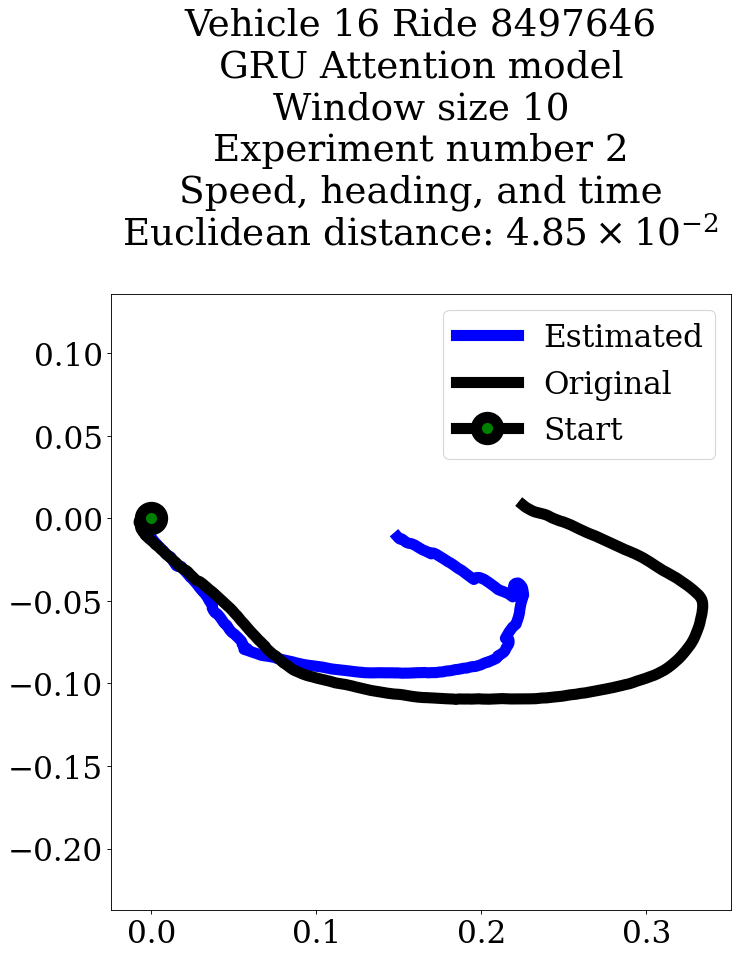 Vehicle 16 Ride 8497646
GRU Attention model
Window size 10
Experiment number 2
Speed, heading, and time
Euclidean distance: 4.85 × 10⁻²
Estimated
Original
Start
0.10
0.05
0.00
−0.05
−0.10
−0.15
−0.20
0.0 0.1 0.2 0.3